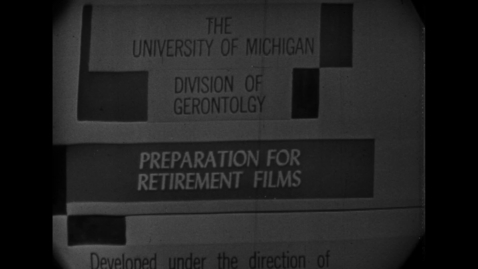 THE
UNIVERSITY OF MICHIGAN
DIVISION OF
GERONTOLGY
PREPARATION FOR
RETIREMENT FILMS
Developed under the direction of